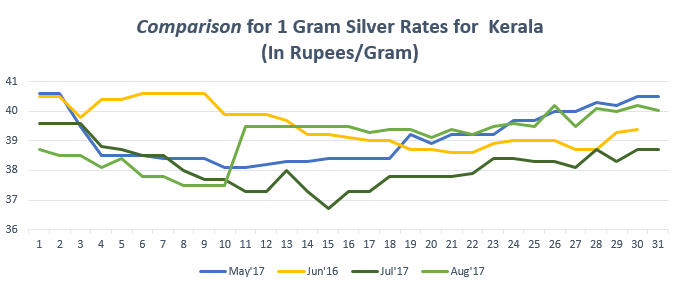 Comparison for 1 Gram Silver Rates for Kerala
(In Rupees/Gram)
41
40
39
38
37
36
1 2 3 4 5 6 7 8 9 10 11 12 13 14 15 16 17 18 19 20 21 22 23 24 25 26 27 28 29 30 31
May'17 Jun'16 Jul'17 Aug'17